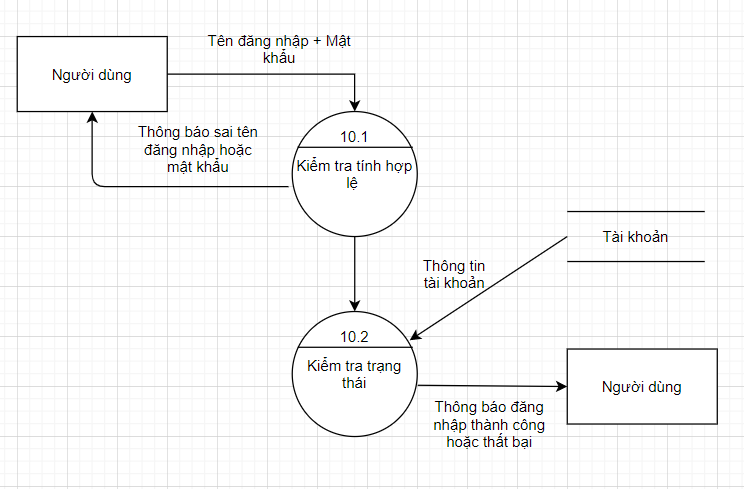 Tên đăng nhập + Mật
khẩu
Người dùng
Thông báo sai tên
đăng nhập hoặc
mật khẩu
10.1
Kiểm tra tính hợp
lệ
Tài khoản
Thông tin
tài khoản
10.2
Kiểm tra trạng
thái
Người dùng
Thông báo đăng
nhập thành công
hoặc thất bại